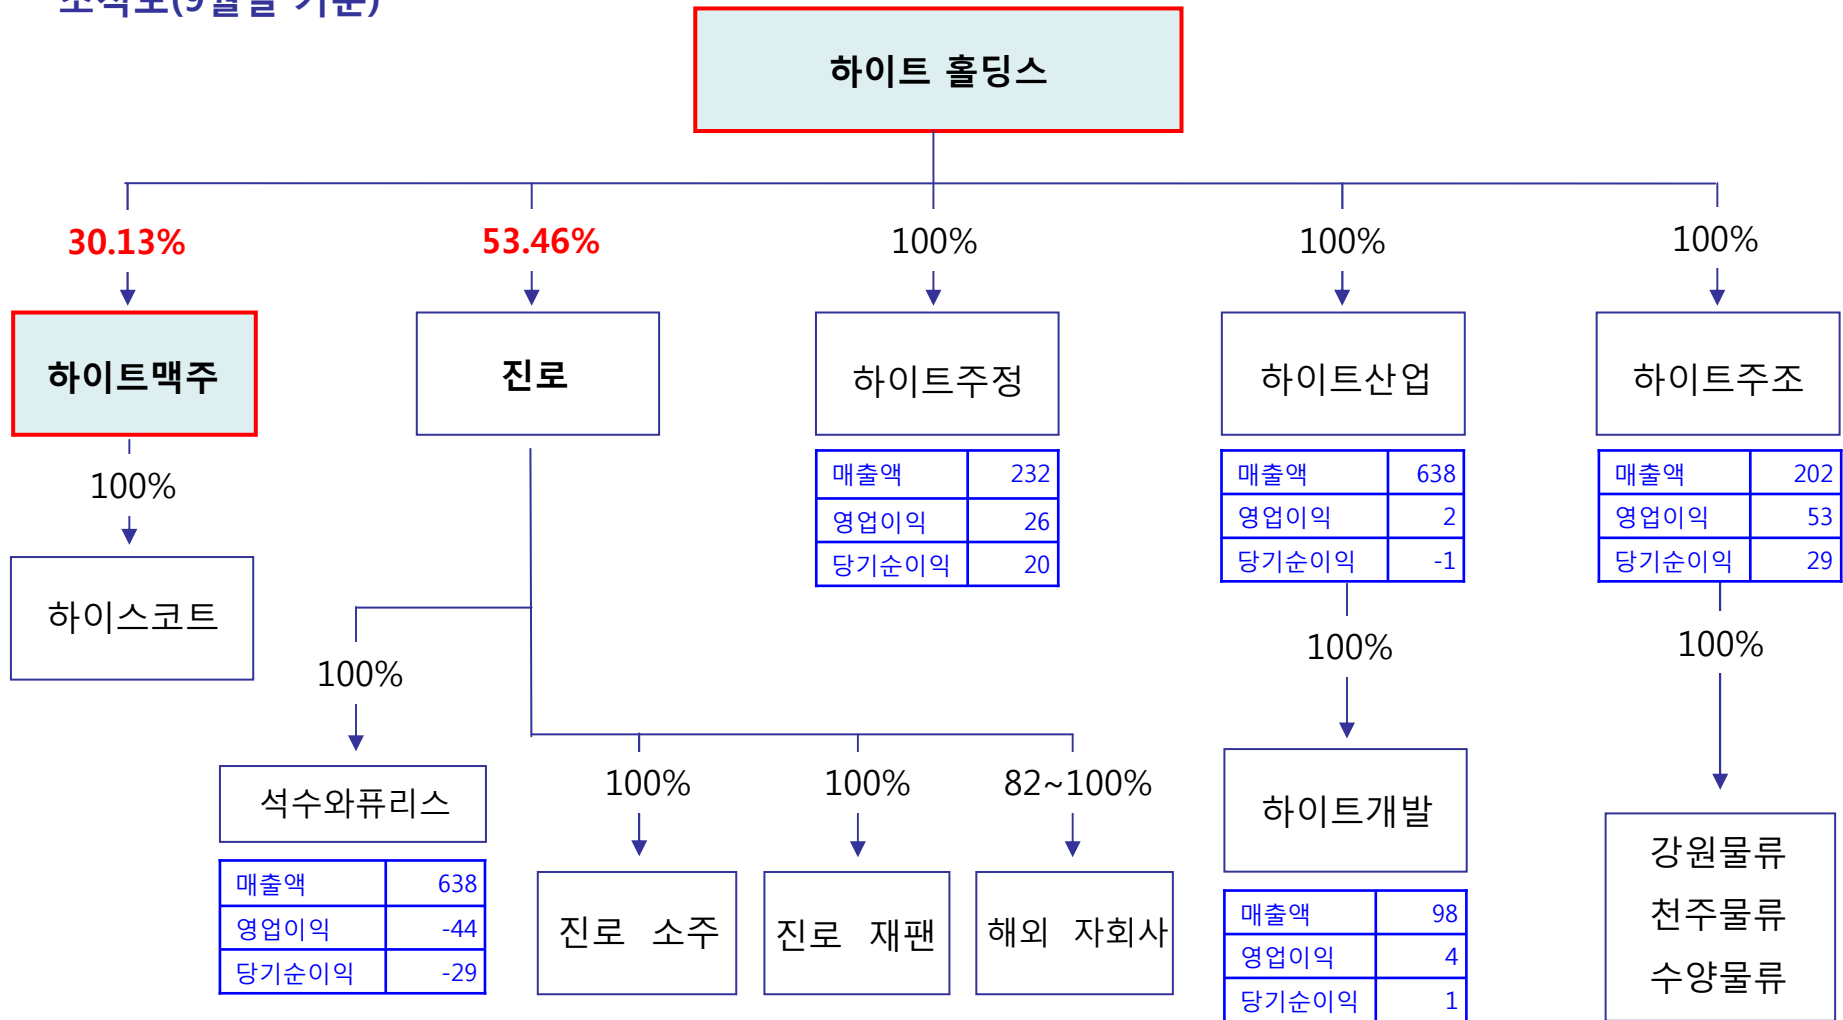 조직도(9월말 기준)
하이트 홀딩스
30.13%
53.46%
100%
100%
100%
하이트맥주
진로
하이트주정
하이트산업
하이트주조
매출액 232
영업이익 26
당기순이익 20
매출액 638
영업이익 2
당기순이익 -1
매출액 202
영업이익 53
당기순이익 29
100%
하이스코트
100%
석수와퓨리스
매출액 638
영업이익 -44
당기순이익 -29
100%
100%
82~100%
진로 소주
진로 재팬
해외 자회사
100%
하이트개발
매출액 98
영업이익 4
당기순이익 1
100%
강원물류
천주물류
수양물류